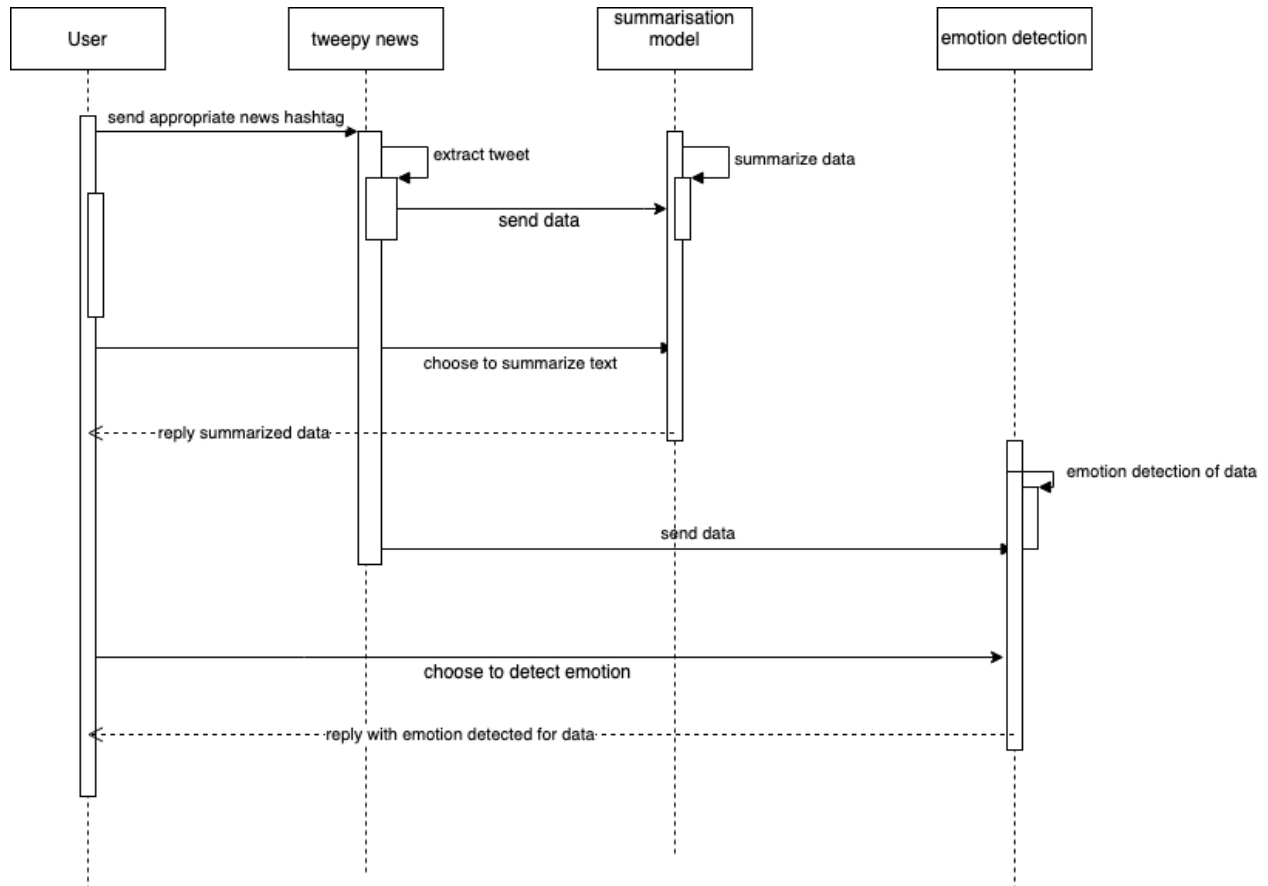 User
tweepy news
summarisation
model
emotion detection
send appropriate news hashtag
extract tweet
summarize data
send data
choose to summarize text
reply summarized data
emotion detection of data
send data
choose to detect emotion
reply with emotion detected for data